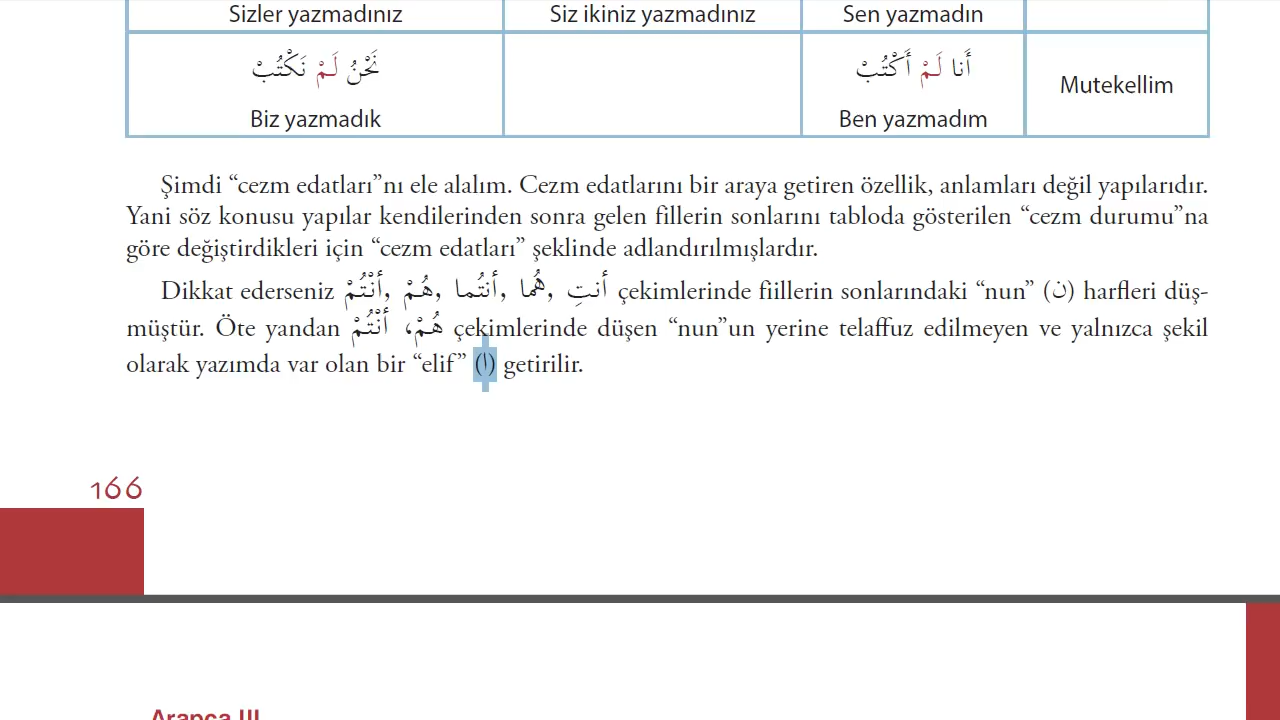 Sizler yazmadınız Siz ikiniz yazmadınız Sen yazmadın
نَحْنُ لَمْ نَكْتُبْ أَنا لَمْ أَكْتُبْ
Mutekellim
Biz yazmadık Ben yazmadım
Şimdi “cezm edatları”nı ele alalım. Cezm edatlarını bir araya getiren özellik, anlamları değil yapılarıdır.
Yani söz konusu yapılar kendilerinden sonra gelen fillerin sonlarını tabloda gösterilen “cezm durumu”na
göre değiştirdikleri için “cezm edatları” şeklinde adlandırılmışlardır.
Dikkat ederseniz أَنْتُمْ, هُمْ, أنتُما, هُما, أنتِ çekimlerinde fiillerin sonlarındaki “nun” (ن) harfleri düş-
müştür. Öte yandan هُمْ، أَنْتُمْ çekimlerinde düşen “nun”un yerine telaffuz edilmeyen ve yalnızca şekil
olarak yazımda var olan bir “elif” (ا) getirilir.
166
Arapça III